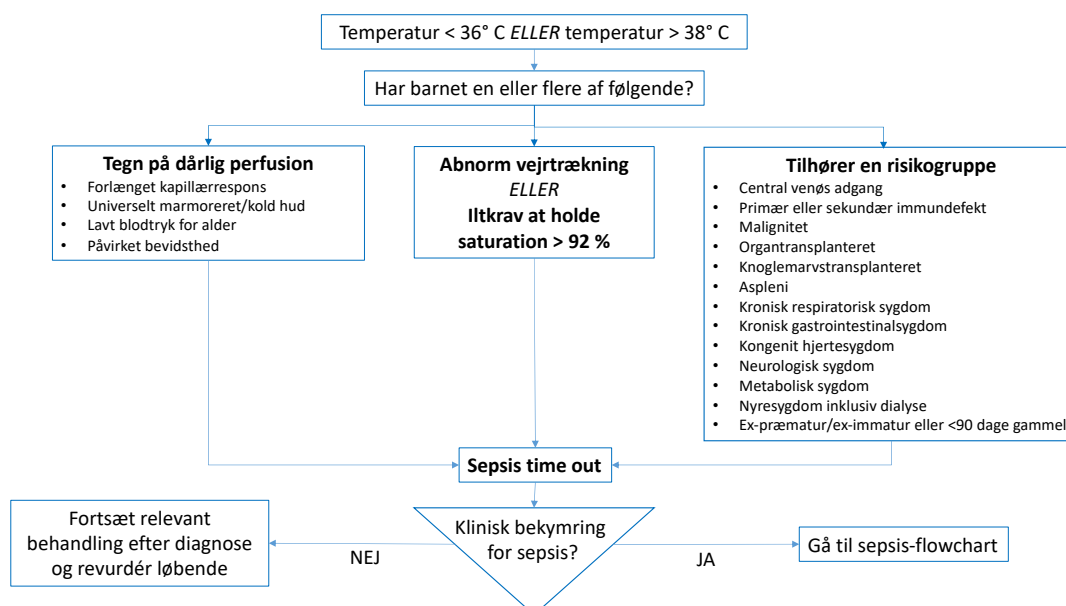 Temperatur < 36° C ELLER temperatur > 38° C
Har barnet en eller flere af følgende?
Tegn på dårlig perfusion
• Forlænget kapillærrespons
• Universelt marmoreret/kold hud
• Lavt blodtryk for alder
• Påvirket bevidsthed
Abnorm vejrtrækning
ELLER
Iltkrav at holde
saturation > 92 %
Tilhører en risikogruppe
• Central venøs adgang
• Primær eller sekundær immundefekt
• Malignitet
• Organtransplanteret
• Knoglemarvstransplanteret
• Aspleni
• Kronisk respiratorisk sygdom
• Kronisk gastrointestinalsygdom
• Kongenit hjertesygdom
• Neurologisk sygdom
• Metabolisk sygdom
• Nyresygdom inklusiv dialyse
• Ex-præmatur/ex-immatur eller <90 dage gammel
Sepsis time out
Klinisk bekymring
for sepsis?
NEJ
JA
Fortsæt relevant
behandling efter diagnose
og revurdér løbende
Gå til sepsis-flowchart